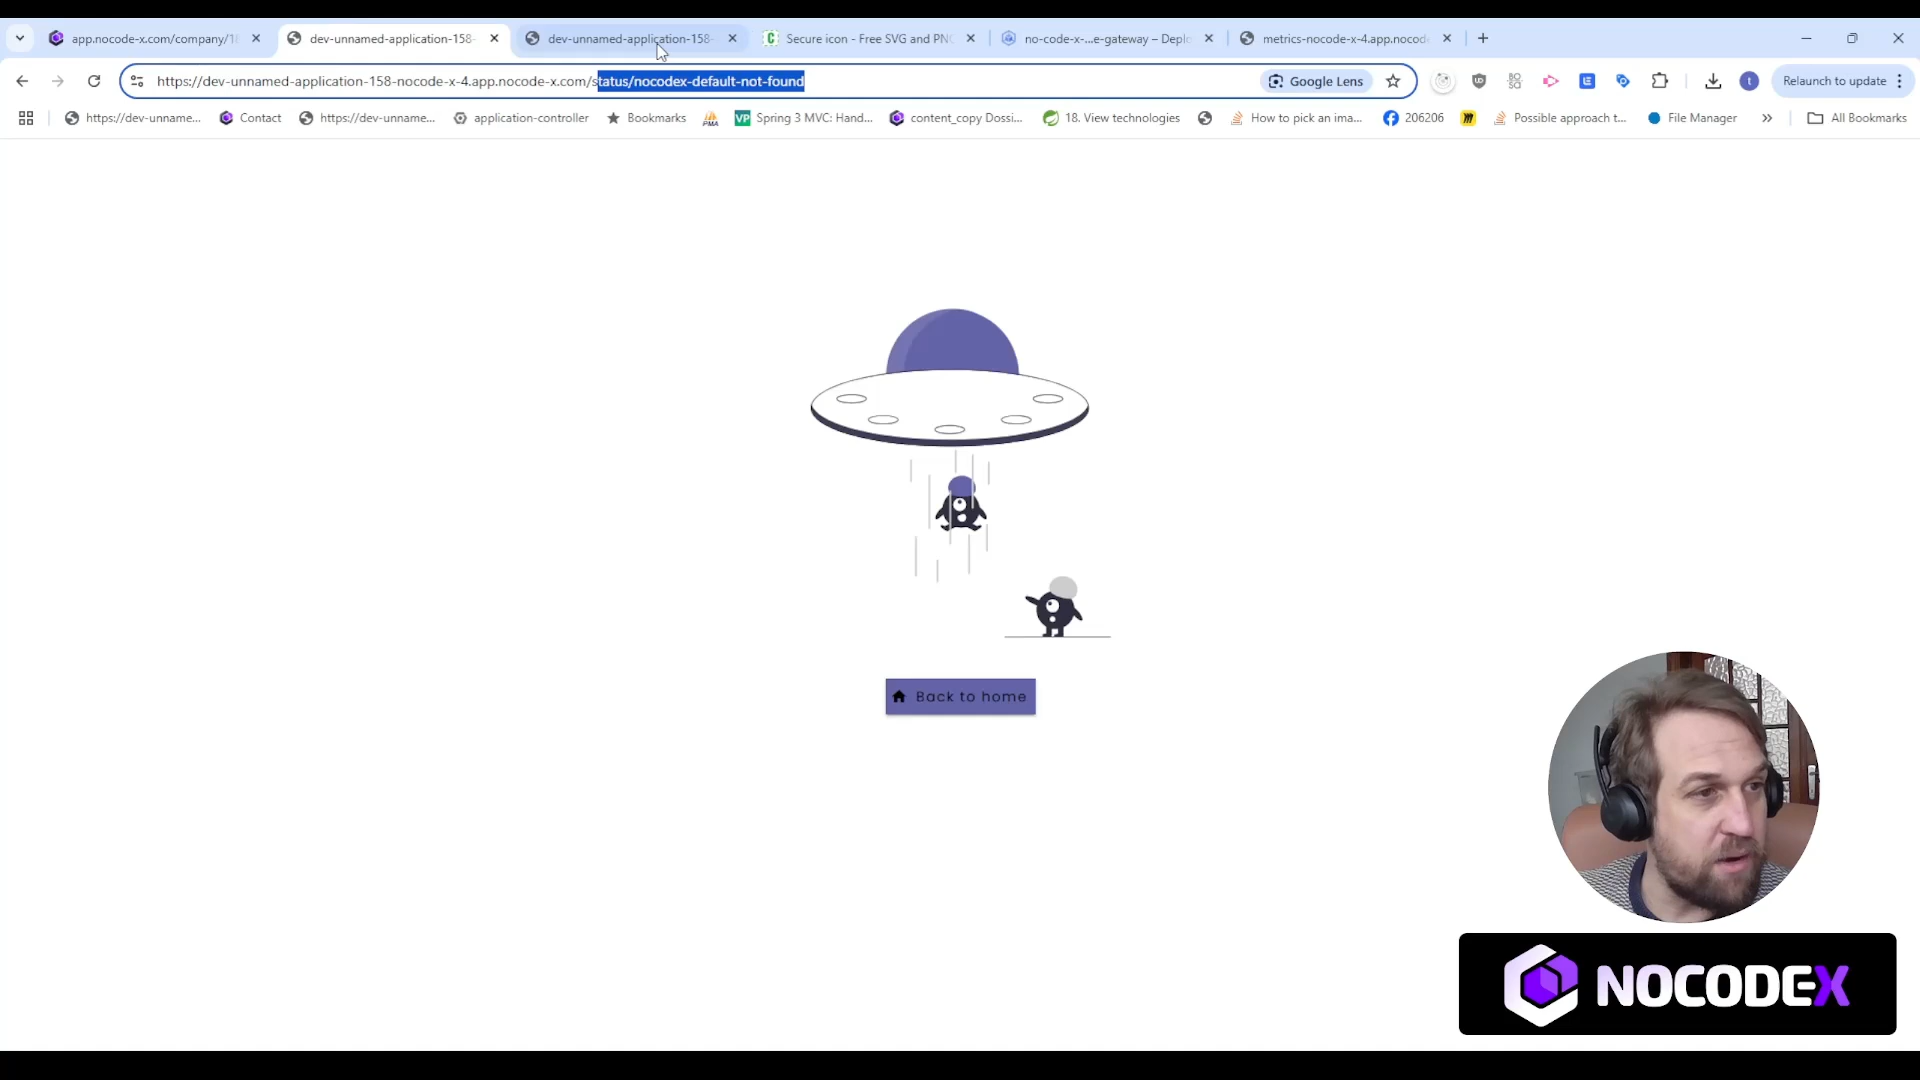 app.nocode-x.com/company/1
dev-unnamed-application-158-
dev-unnamed-application-158-
Secure icon - Free SVG and PNG
no-code-x-...e-gateway – Deplo
metrics-nocode-x-4.app.nocod
https://dev-unnamed-application-158-nocode-x-4.app.nocode-x.com/status/nocodex-default-not-found
Google Lens
t
Relaunch to update
https://dev-unname...
Contact
https://dev-unname...
application-controller
Bookmarks
PMA
VP
Spring 3 MVC: Hand...
content_copy Dossi...
18. View technologies
How to pick an ima...
206206
Possible approach t...
File Manager
All Bookmarks
Back to home
NOCODEX